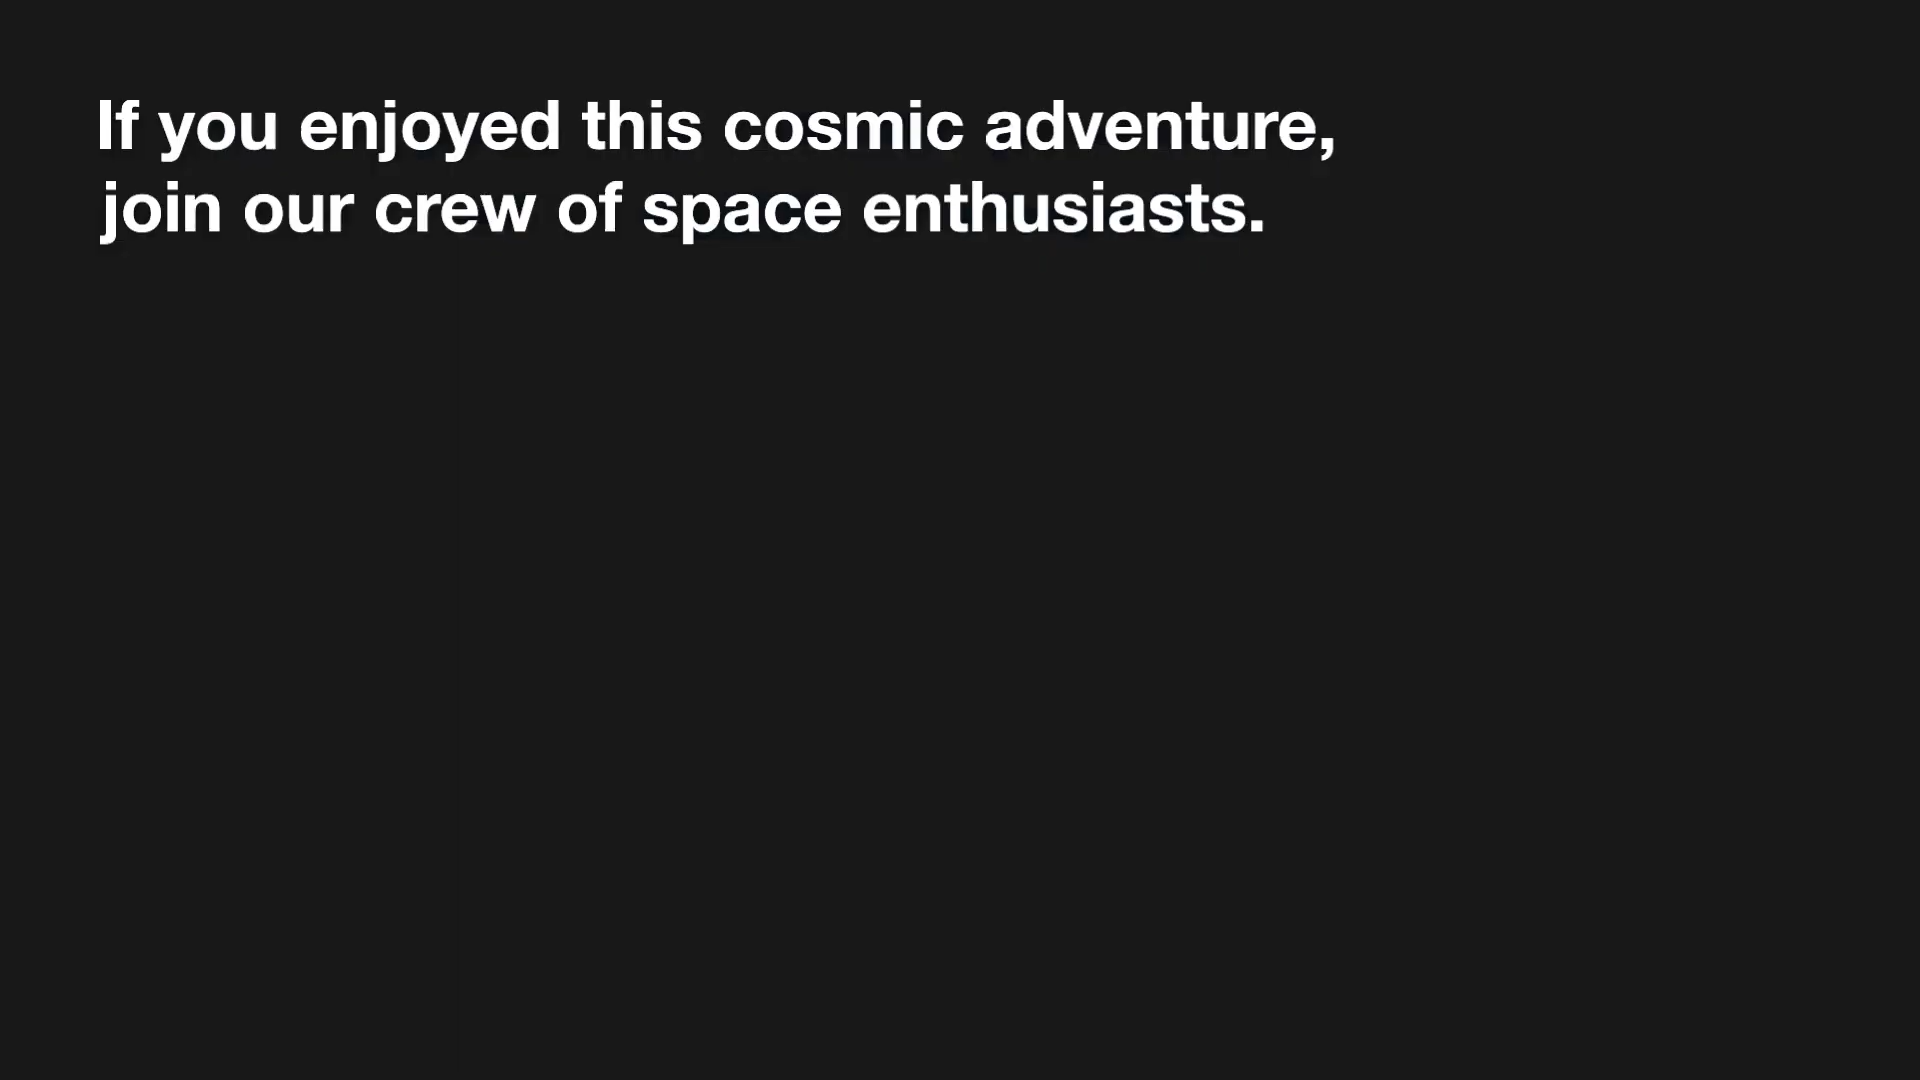 If you enjoyed this cosmic adventure,
join our crew of space enthusiasts.